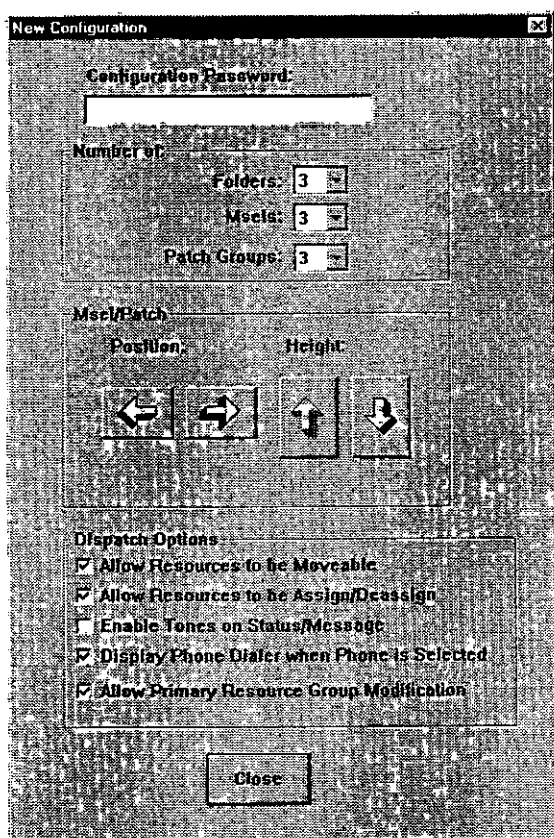 New Configuration
Configuration Password:
Number of:
Folders: 3
Msels: 3
Patch Groups: 3
Msel/Patch
Position: Height:
Dispatch Options
Allow Resources to be Moveable
Allow Resources to be Assign/Deassign
Enable Tones on Status/Message
Display Phone Dialer when Phone is Selected
Allow Primary Resource Group Modification
Close